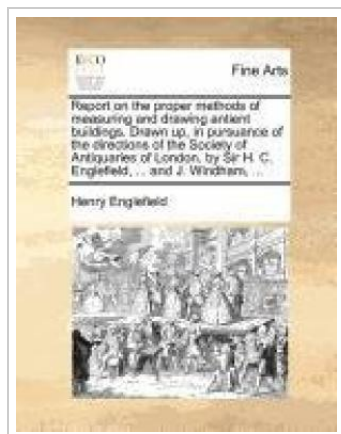 ECCO
Fine Arts
Report on the proper methods of
measuring and drawing antient
buildings. Drawn up, in pursuance of
the directions of the Society of
Antiquaries of London, by Sir H. C.
Englefield, ... and J. Windham, ...
Henry Englefield